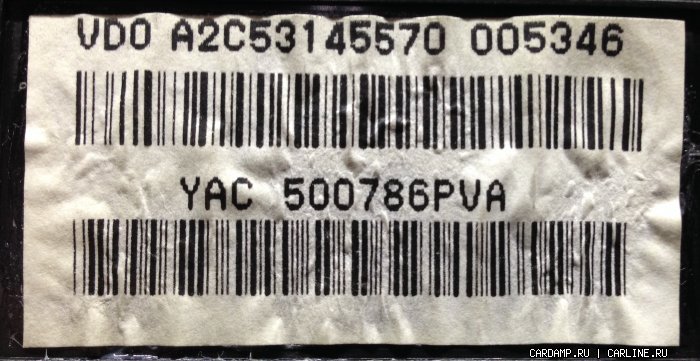 VDO A2C53145570 005346
YAC 500786PVA
CARDAMP.RU | CARLINE.RU